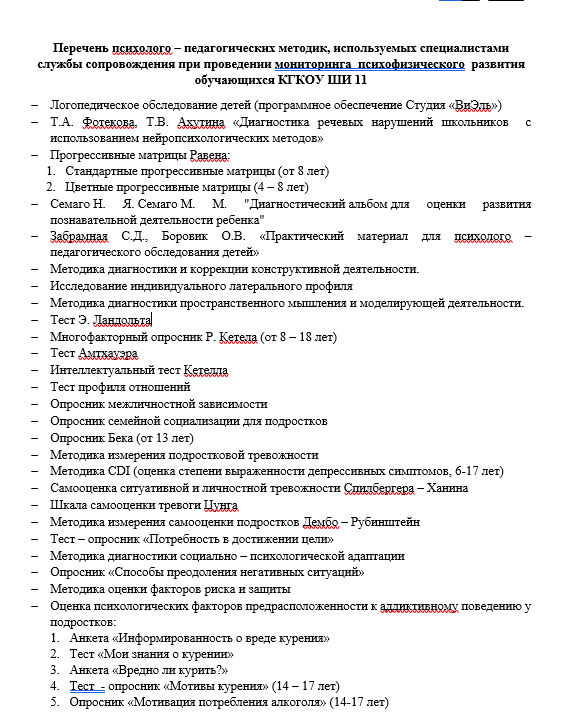 Перечень психолого – педагогических методик, используемых специалистами
службы сопровождения при проведении мониторинга психофизического развития
обучающихся КГКОУ ШИ 11
– Логопедическое обследование детей (программное обеспечение Студия «ВиЭль»)
– Т.А. Фотекова, Т.В. Ахутина «Диагностика речевых нарушений школьников с
использованием нейропсихологических методов»
– Прогрессивные матрицы Равена:
1. Стандартные прогрессивные матрицы (от 8 лет)
2. Цветные прогрессивные матрицы (4 – 8 лет)
– Семаго Н. Я. Семаго М. М. "Диагностический альбом для оценки развития
познавательной деятельности ребенка"
– Забрамная С.Д., Боровик О.В. «Практический материал для психолого –
педагогического обследования детей»
– Методика диагностики и коррекции конструктивной деятельности.
– Исследование индивидуального латерального профиля
– Методика диагностики пространственного мышления и моделирующей деятельности.
– Тест Э. Ландольта
– Многофакторный опросник Р. Кетела (от 8 – 18 лет)
– Тест Амтхауэра
– Интеллектуальный тест Кетелла
– Тест профиля отношений
– Опросник межличностной зависимости
– Опросник семейной социализации для подростков
– Опросник Бека (от 13 лет)
– Методика измерения подростковой тревожности
– Методика CDI (оценка степени выраженности депрессивных симптомов, 6-17 лет)
– Самооценка ситуативной и личностной тревожности Спилбергера – Ханина
– Шкала самооценки тревоги Цунга
– Методика измерения самооценки подростков Дембо – Рубинштейн
– Тест – опросник «Потребность в достижении цели»
– Методика диагностики социально – психологической адаптации
– Опросник «Способы преодоления негативных ситуаций»
– Методика оценки факторов риска и защиты
– Оценка психологических факторов предрасположенности к аддиктивному поведению у
подростков:
1. Анкета «Информированность о вреде курения»
2. Тест «Мои знания о курении»
3. Анкета «Вредно ли курить?»
4. Тест - опросник «Мотивы курения» (14 – 17 лет)
5. Опросник «Мотивация потребления алкоголя» (14-17 лет)